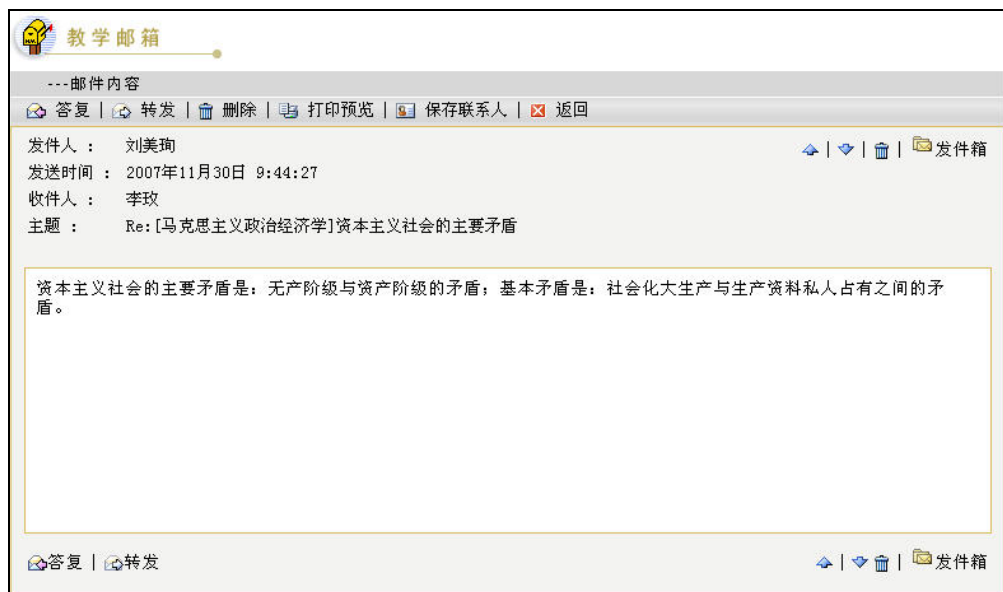 教学邮箱
---邮件内容
答复 | 转发 | 删除 | 打印预览 | 保存联系人 | 返回
发件人 : 刘美珣
| | | 发件箱
发送时间 : 2007年11月30日 9:44:27
收件人 : 李玫
主题 : Re:[马克思主义政治经济学]资本主义社会的主要矛盾
资本主义社会的主要矛盾是：无产阶级与资产阶级的矛盾；基本矛盾是：社会化大生产与生产资料私人占有之间的矛
盾。
答复 | 转发
| | 发件箱